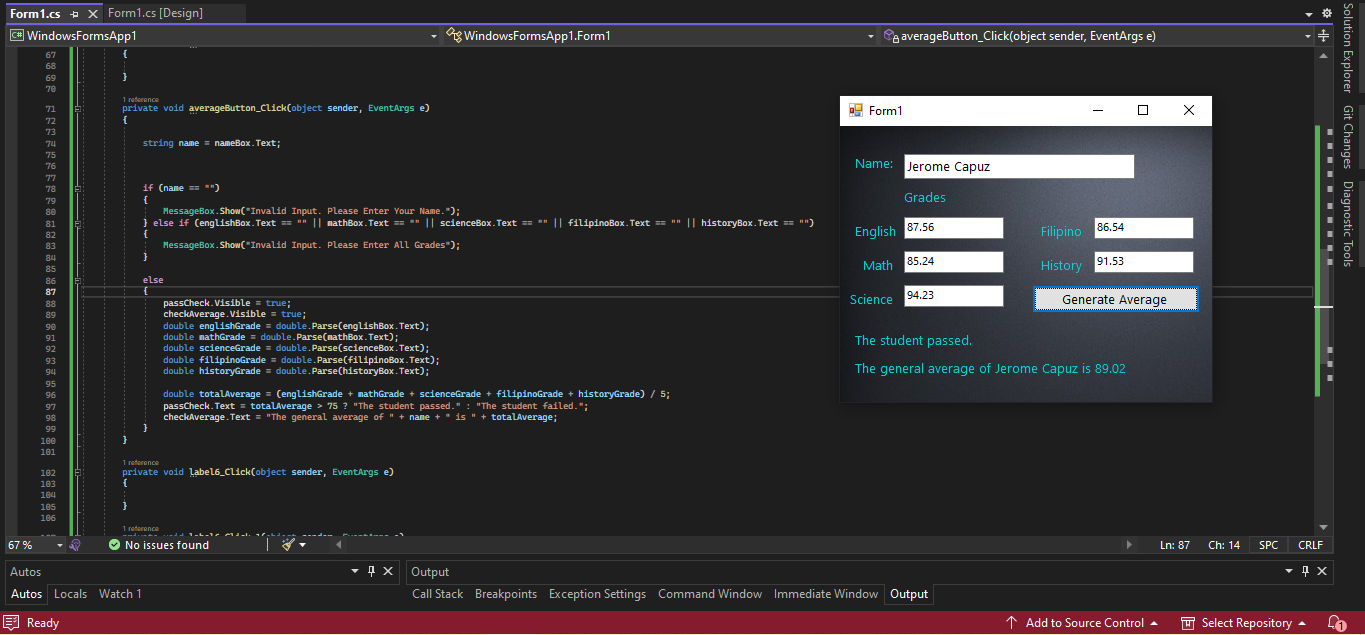 Form1.cs
Form1.cs [Design]
WindowsFormsApp1
WindowsFormsApp1.Form1
averageButton_Click(object sender, EventArgs e)
67 {
68
69 }
70
1 reference
71 private void averageButton_Click(object sender, EventArgs e)
72 {
73
74 string name = nameBox.Text;
75
76
77
78 if (name == "")
79 {
80 MessageBox.Show("Invalid Input. Please Enter Your Name.");
81 } else if (englishBox.Text == "" || mathBox.Text == "" || scienceBox.Text == "" || filipinoBox.Text == "" || historyBox.Text == "")
82 {
83 MessageBox.Show("Invalid Input. Please Enter All Grades");
84 }
85
86 else
87 {
88 passCheck.Visible = true;
89 checkAverage.Visible = true;
90 double englishGrade = double.Parse(englishBox.Text);
91 double mathGrade = double.Parse(mathBox.Text);
92 double scienceGrade = double.Parse(scienceBox.Text);
93 double filipinoGrade = double.Parse(filipinoBox.Text);
94 double historyGrade = double.Parse(historyBox.Text);
95
96 double totalAverage = (englishGrade + mathGrade + scienceGrade + filipinoGrade + historyGrade) / 5;
97 passCheck.Text = totalAverage > 75 ? "The student passed." : "The student failed.";
98 checkAverage.Text = "The general average of " + name + " is " + totalAverage;
99 }
100 }
101
1 reference
102 private void label6_Click(object sender, EventArgs e)
103 {
104
105 }
106
1 reference
Form1
Name: Jerome Capuz
Grades
English 87.56 Filipino 86.54
Math 85.24 History 91.53
Science 94.23 Generate Average
The student passed.
The general average of Jerome Capuz is 89.02
Solution Explorer
Git Changes
Diagnostic Tools
67 % No issues found Ln: 87 Ch: 14 SPC CRLF
Autos
Output
Autos Locals Watch 1
Call Stack Breakpoints Exception Settings Command Window Immediate Window Output
Ready Add to Source Control Select Repository 1